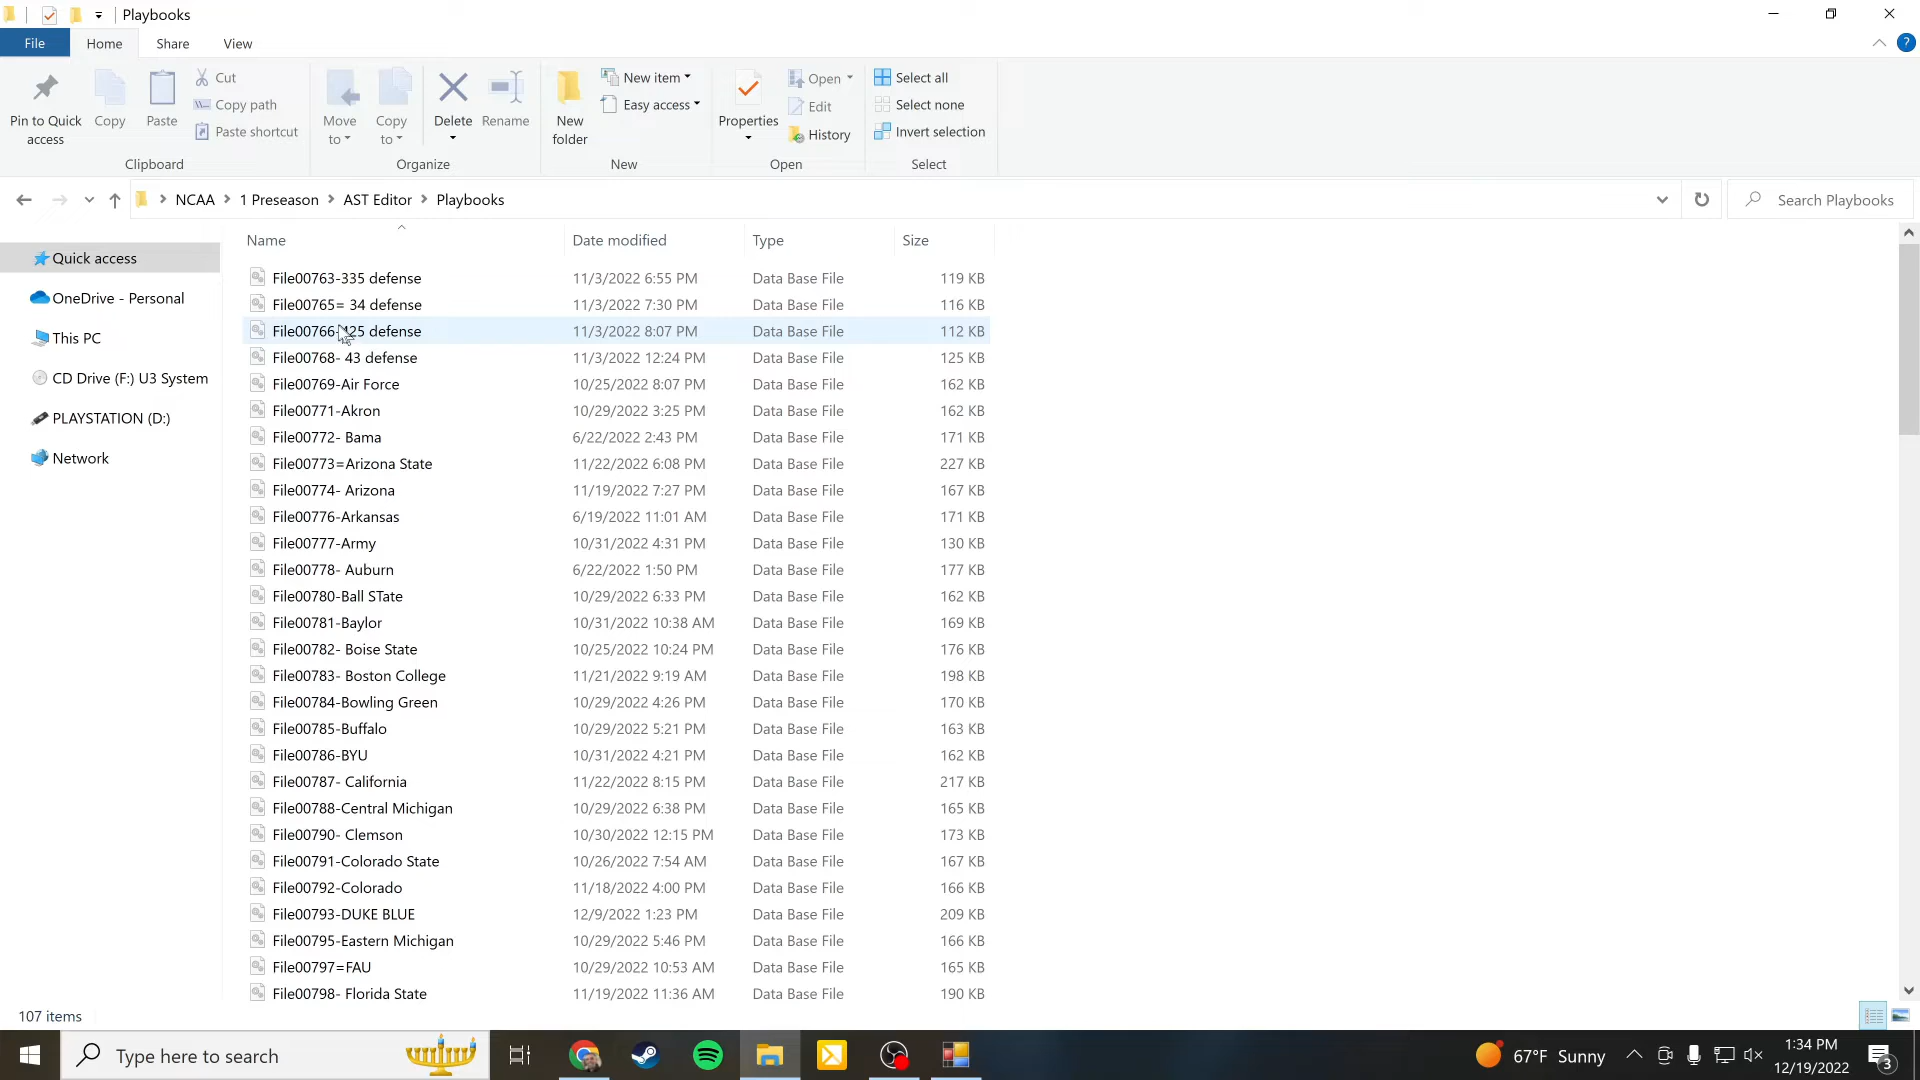 Playbooks
File Home Share View
Pin to Quick access
Copy
Paste
Cut
Copy path
Paste shortcut
Clipboard
Move to
Copy to
Delete
Rename
Organize
New folder
New item
Easy access
New
Properties
Open
Edit
History
Open
Select all
Select none
Invert selection
Select
NCAA 1 Preseason AST Editor Playbooks
Search Playbooks
Quick access
OneDrive - Personal
This PC
CD Drive (F:) U3 System
PLAYSTATION (D:)
Network
Name Date modified Type Size
File00763-335 defense 11/3/2022 6:55 PM Data Base File 119 KB
File00765= 34 defense 11/3/2022 7:30 PM Data Base File 116 KB
File00766-425 defense 11/3/2022 8:07 PM Data Base File 112 KB
File00768- 43 defense 11/3/2022 12:24 PM Data Base File 125 KB
File00769-Air Force 10/25/2022 8:07 PM Data Base File 162 KB
File00771-Akron 10/29/2022 3:25 PM Data Base File 162 KB
File00772- Bama 6/22/2022 2:43 PM Data Base File 171 KB
File00773=Arizona State 11/22/2022 6:08 PM Data Base File 227 KB
File00774- Arizona 11/19/2022 7:27 PM Data Base File 167 KB
File00776-Arkansas 6/19/2022 11:01 AM Data Base File 171 KB
File00777-Army 10/31/2022 4:31 PM Data Base File 130 KB
File00778- Auburn 6/22/2022 1:50 PM Data Base File 177 KB
File00780-Ball STate 10/29/2022 6:33 PM Data Base File 162 KB
File00781-Baylor 10/31/2022 10:38 AM Data Base File 169 KB
File00782- Boise State 10/25/2022 10:24 PM Data Base File 176 KB
File00783- Boston College 11/21/2022 9:19 AM Data Base File 198 KB
File00784-Bowling Green 10/29/2022 4:26 PM Data Base File 170 KB
File00785-Buffalo 10/29/2022 5:21 PM Data Base File 163 KB
File00786-BYU 10/31/2022 4:21 PM Data Base File 162 KB
File00787- California 11/22/2022 8:15 PM Data Base File 217 KB
File00788-Central Michigan 10/29/2022 6:38 PM Data Base File 165 KB
File00790- Clemson 10/30/2022 12:15 PM Data Base File 173 KB
File00791-Colorado State 10/26/2022 7:54 AM Data Base File 167 KB
File00792-Colorado 11/18/2022 4:00 PM Data Base File 166 KB
File00793-DUKE BLUE 12/9/2022 1:23 PM Data Base File 209 KB
File00795-Eastern Michigan 10/29/2022 5:46 PM Data Base File 166 KB
File00797=FAU 10/29/2022 10:53 AM Data Base File 165 KB
File00798- Florida State 11/19/2022 11:36 AM Data Base File 190 KB
107 items
Type here to search
67°F Sunny
1:34 PM
12/19/2022
3